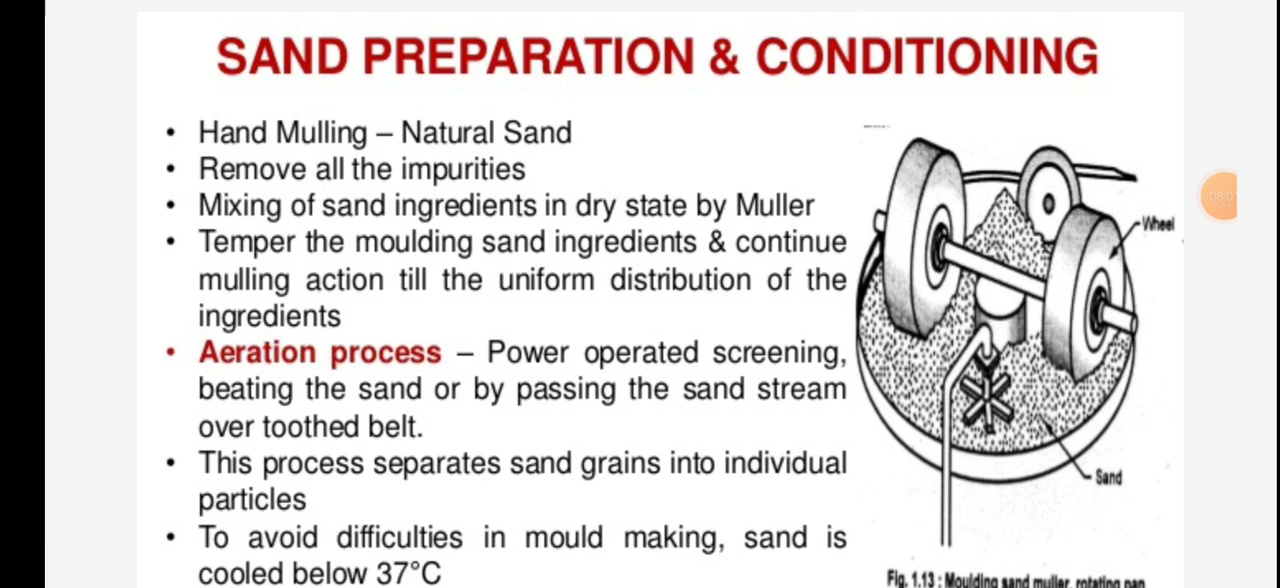 SAND PREPARATION & CONDITIONING
• Hand Mulling – Natural Sand
• Remove all the impurities
• Mixing of sand ingredients in dry state by Muller
• Temper the moulding sand ingredients & continue
mulling action till the uniform distribution of the
ingredients
• Aeration process – Power operated screening,
beating the sand or by passing the sand stream
over toothed belt.
• This process separates sand grains into individual
particles
• To avoid difficulties in mould making, sand is
cooled below 37°C
Wheel
Sand
Fig. 1.13 : Moulding sand muller, rotating pan